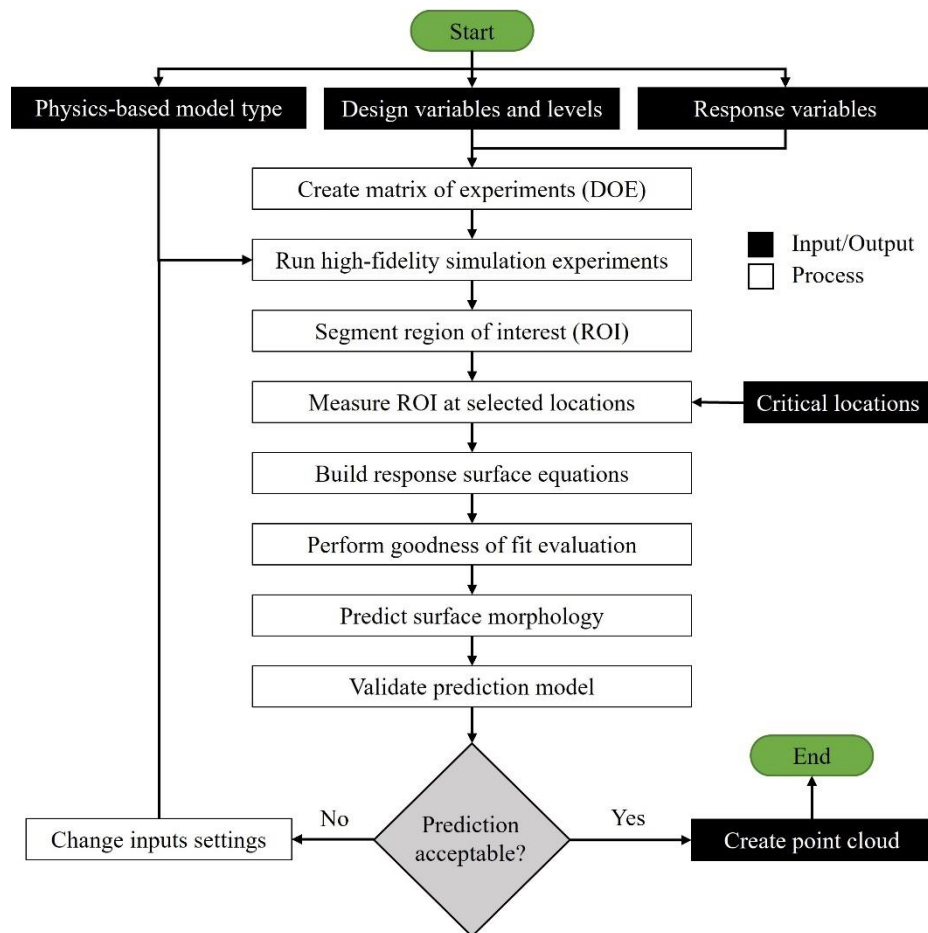 Start
Physics-based model type
Design variables and levels
Response variables
Create matrix of experiments (DOE)
Input/Output
Process
Run high-fidelity simulation experiments
Segment region of interest (ROI)
Measure ROI at selected locations
Critical locations
Build response surface equations
Perform goodness of fit evaluation
Predict surface morphology
Validate prediction model
End
No
Prediction
acceptable?
Yes
Change inputs settings
Create point cloud